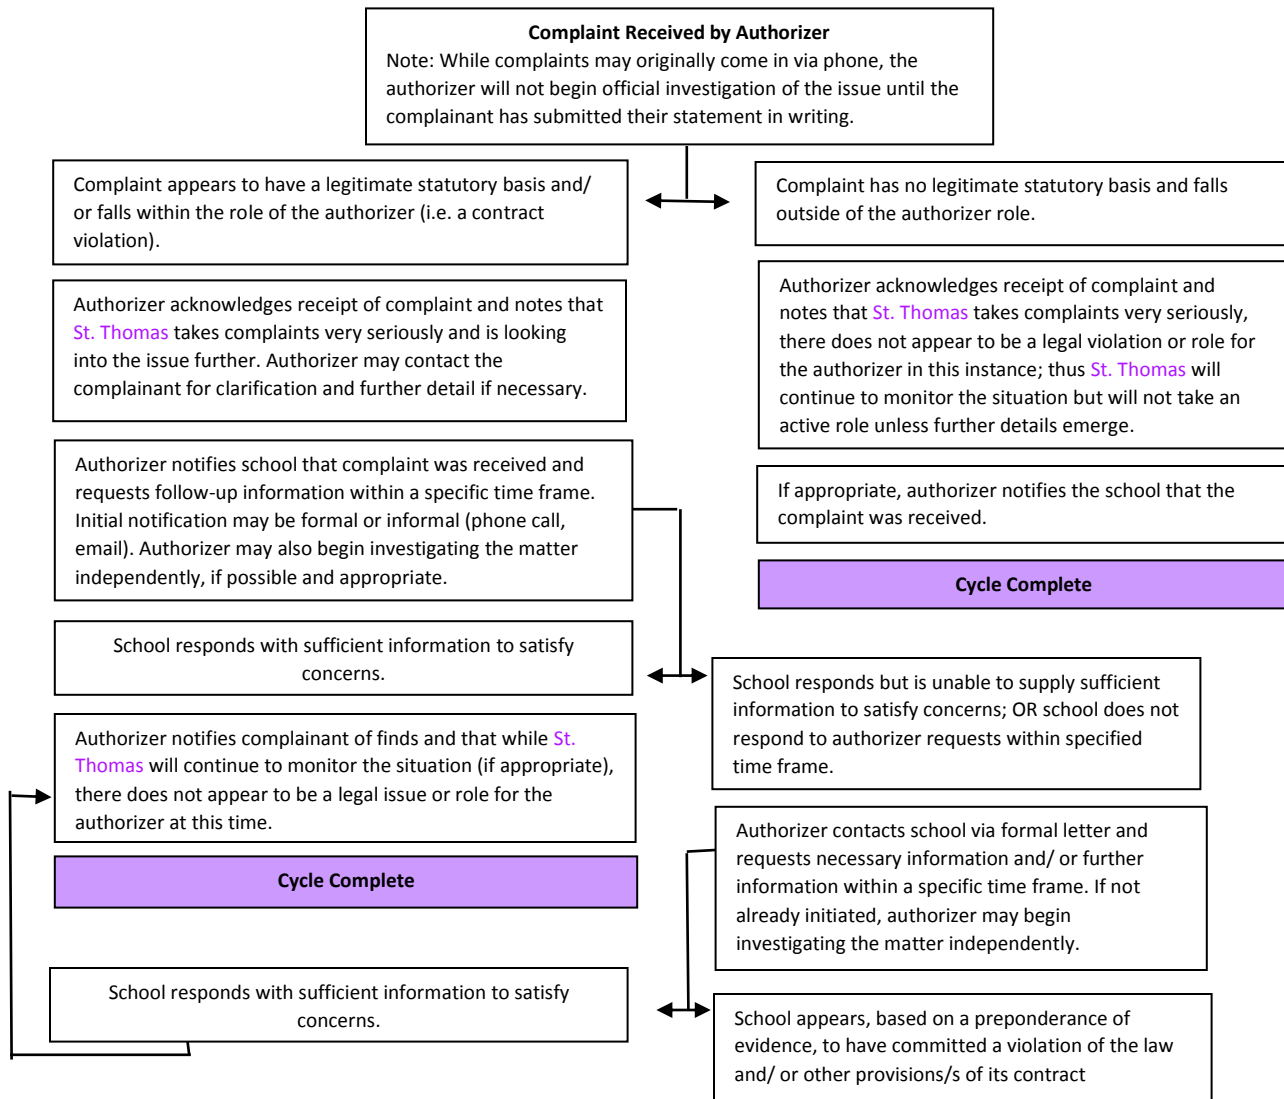 Complaint Received by Authorizer
Note: While complaints may originally come in via phone, the
authorizer will not begin official investigation of the issue until the
complainant has submitted their statement in writing.
Complaint appears to have a legitimate statutory basis and/
or falls within the role of the authorizer (i.e. a contract
violation).
Complaint has no legitimate statutory basis and falls
outside of the authorizer role.
Authorizer acknowledges receipt of complaint and notes that
St. Thomas takes complaints very seriously and is looking
into the issue further. Authorizer may contact the
complainant for clarification and further detail if necessary.
Authorizer acknowledges receipt of complaint and
notes that St. Thomas takes complaints very seriously,
there does not appear to be a legal violation or role for
the authorizer in this instance; thus St. Thomas will
continue to monitor the situation but will not take an
active role unless further details emerge.
Authorizer notifies school that complaint was received and
requests follow-up information within a specific time frame.
Initial notification may be formal or informal (phone call,
email). Authorizer may also begin investigating the matter
independently, if possible and appropriate.
If appropriate, authorizer notifies the school that the
complaint was received.
Cycle Complete
School responds with sufficient information to satisfy
concerns.
School responds but is unable to supply sufficient
information to satisfy concerns; OR school does not
respond to authorizer requests within specified
time frame.
Authorizer notifies complainant of finds and that while St.
Thomas will continue to monitor the situation (if appropriate),
there does not appear to be a legal issue or role for the
authorizer at this time.
Cycle Complete
Authorizer contacts school via formal letter and
requests necessary information and/ or further
information within a specific time frame. If not
already initiated, authorizer may begin
investigating the matter independently.
School responds with sufficient information to satisfy
concerns.
School appears, based on a preponderance of
evidence, to have committed a violation of the law
and/ or other provisions/s of its contract